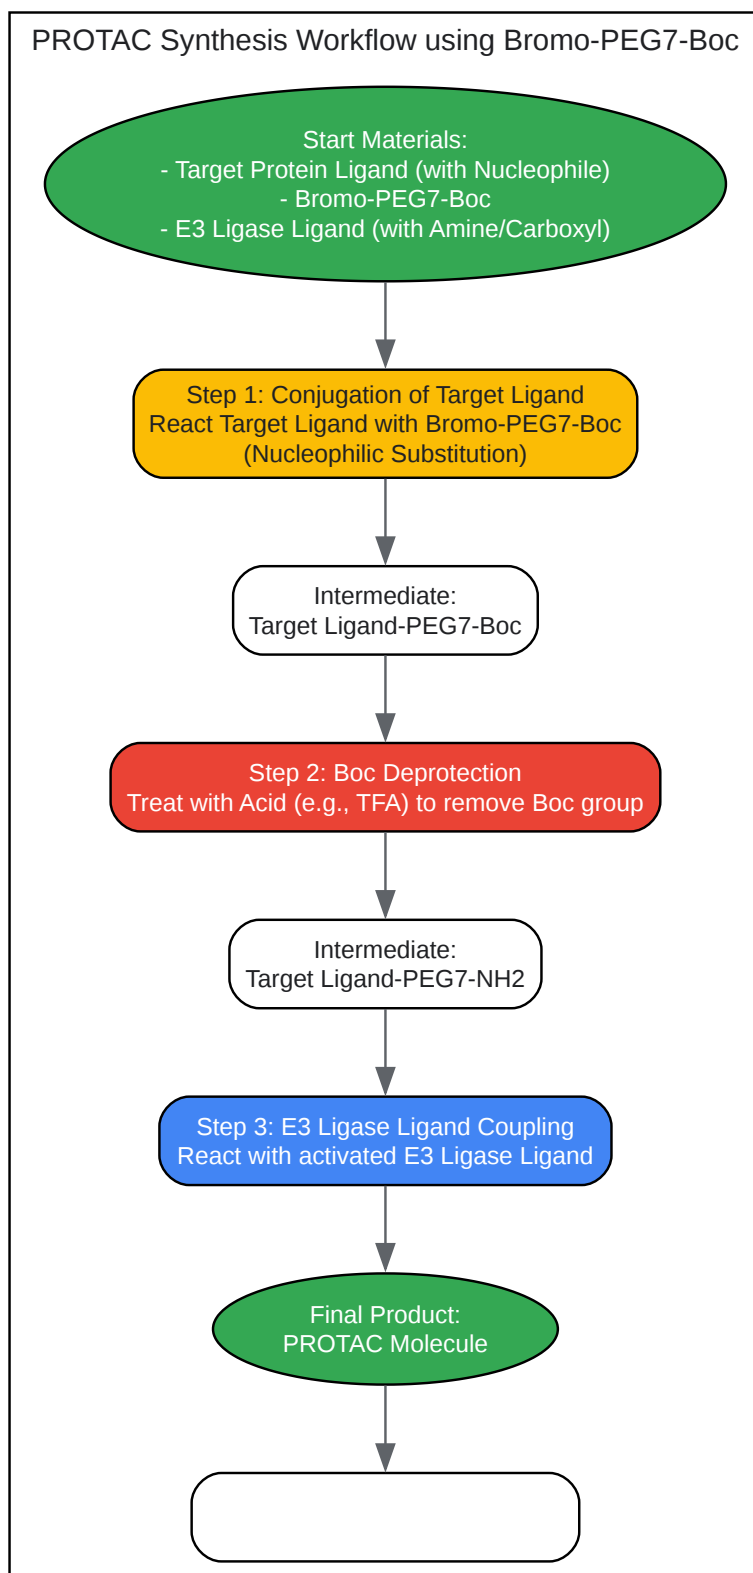 PROTAC Synthesis Workflow using Bromo-PEG7-Boc
Start Materials:
- Target Protein Ligand (with Nucleophile)
- Bromo-PEG7-Boc
- E3 Ligase Ligand (with Amine/Carboxyl)
Step 1: Conjugation of Target Ligand
React Target Ligand with Bromo-PEG7-Boc
(Nucleophilic Substitution)
Intermediate:
Target Ligand-PEG7-Boc
Step 2: Boc Deprotection
Treat with Acid (e.g., TFA) to remove Boc group
Intermediate:
Target Ligand-PEG7-NH2
Step 3: E3 Ligase Ligand Coupling
React with activated E3 Ligase Ligand
Final Product:
PROTAC Molecule